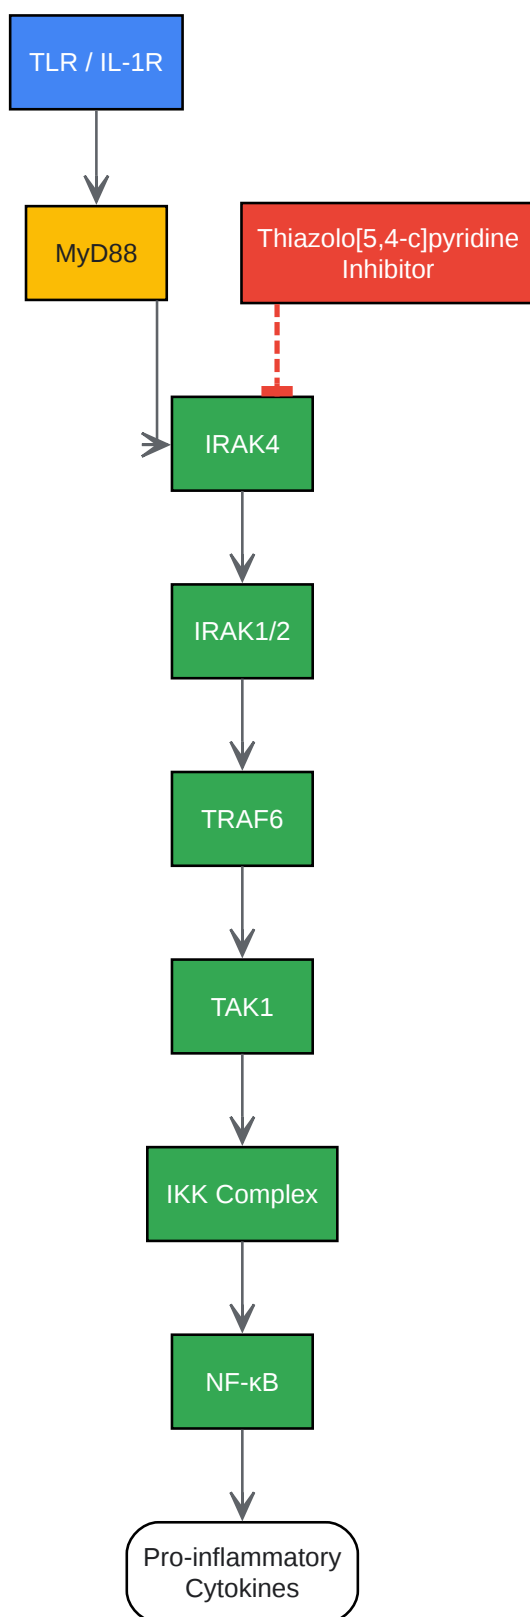 TLR / IL-1R
MyD88
Thiazolo[5,4-c]pyridine
Inhibitor
IRAK4
IRAK1/2
TRAF6
TAK1
IKK Complex
NF-κB
Pro-inflammatory
Cytokines